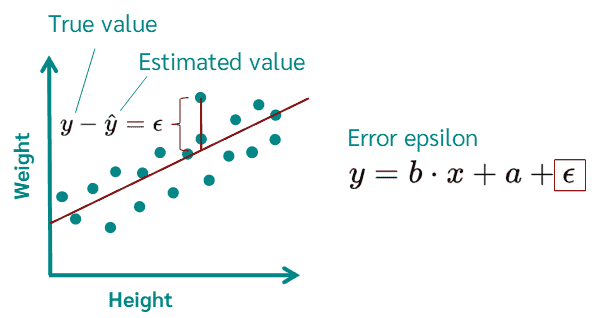 True value
Estimated value
y − ŷ = ϵ
Weight
Height
Error epsilon
y = b · x + a + ϵ